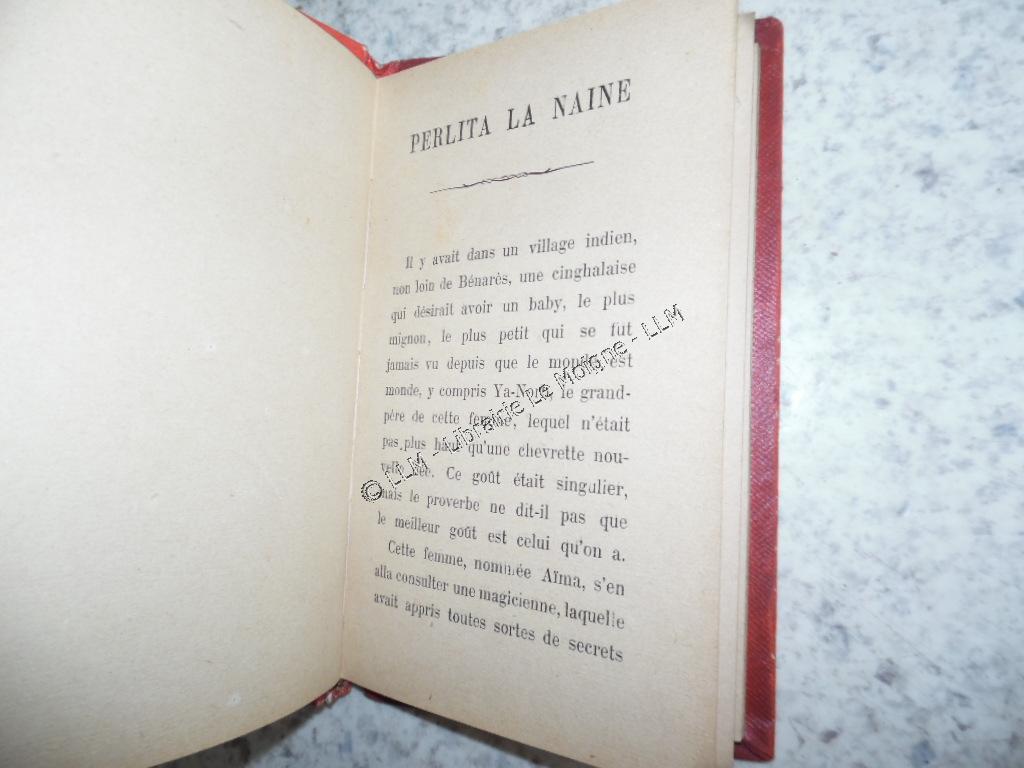 PERLITA LA NAINE
Il y avait dans un village indien,
non loin de Bénarès, une cinghalaise
qui désirait avoir un baby, le plus
mignon, le plus petit qui se fut
jamais vu depuis que le monde est
monde, y compris le grand-
père de cette femme, lequel n'était
pas plus haut qu'une chevrette nou-
velle née. Ce goût était singulier,
mais le proverbe ne dit-il pas que
le meilleur goût est celui qu'on a.
Cette femme, nommée Aïma, s'en
alla consulter une magicienne, laquelle
avait appris toutes sortes de secrets
© LLM - Librairie Le Moigne - LLM